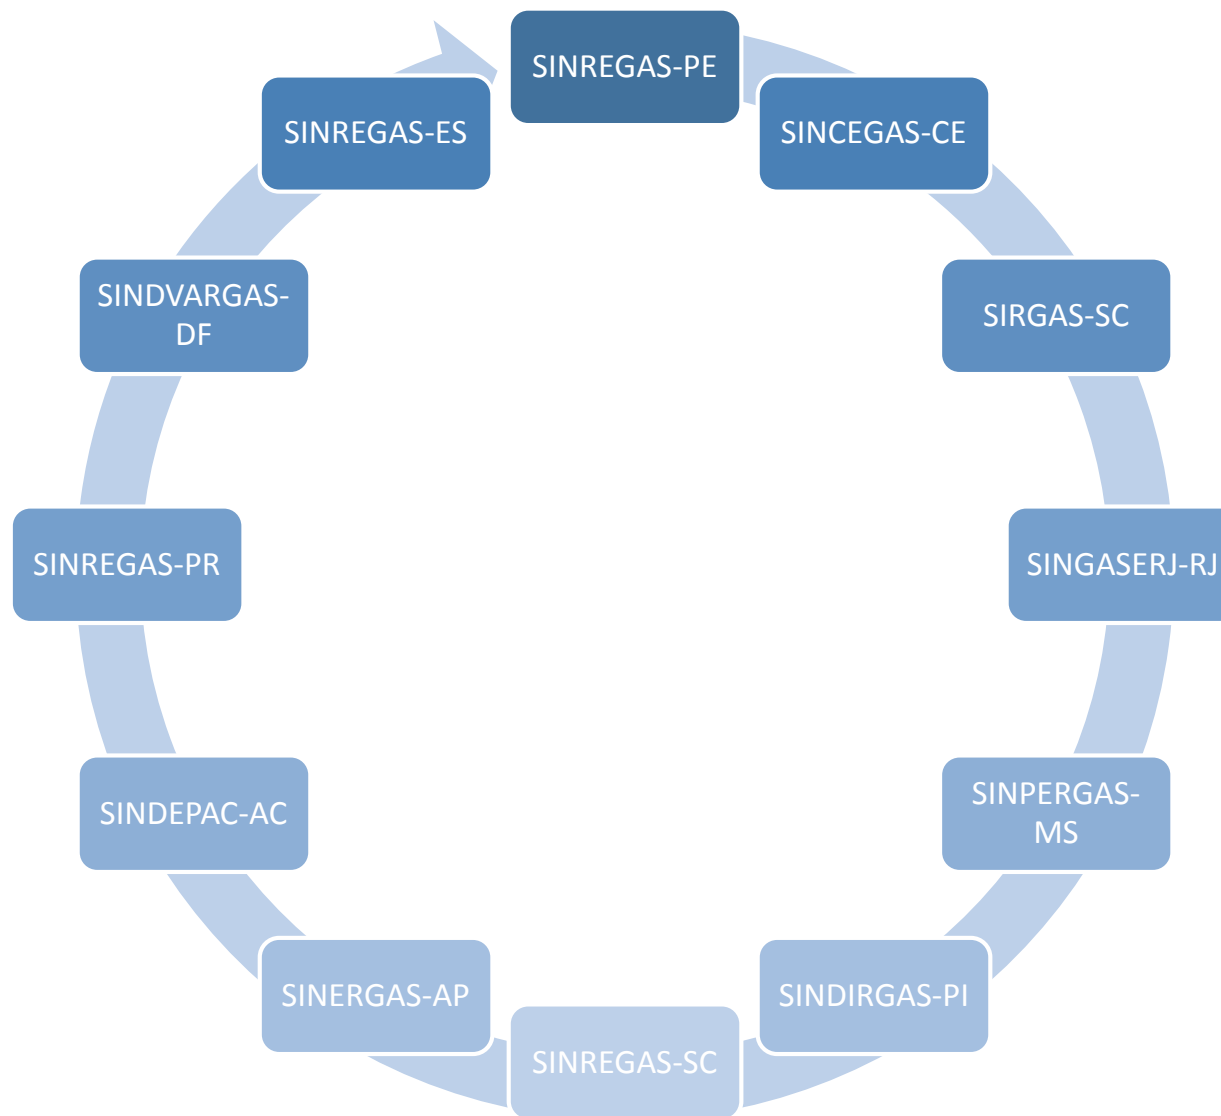 SINREGAS-PE
SINCEGAS-CE
SIRGAS-SC
SINGASERJ-RJ
SINPERGAS-
MS
SINDIRGAS-PI
SINREGAS-SC
SINERGAS-AP
SINDEPAC-AC
SINREGAS-PR
SINDVARGAS-
DF
SINREGAS-ES